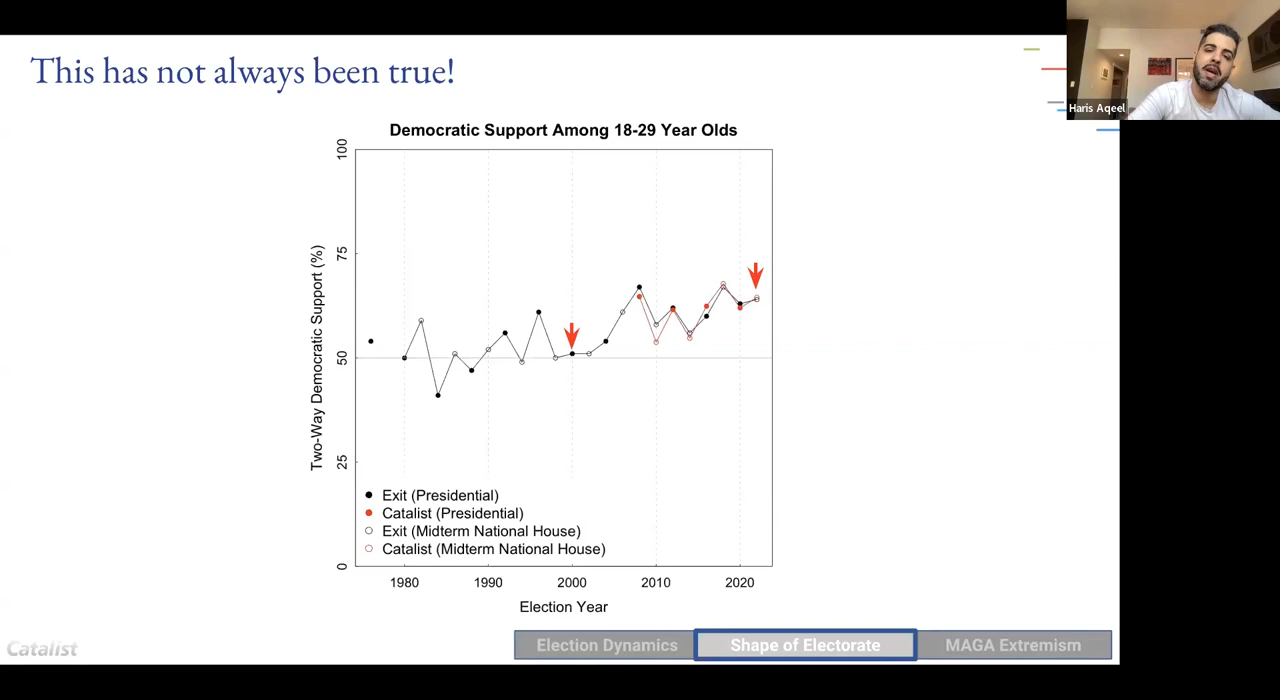 This has not always been true!
Haris Aqeel
Democratic Support Among 18-29 Year Olds
Two-Way Democratic Support (%)
100
75
50
25
0
Exit (Presidential)
Catalist (Presidential)
Exit (Midterm National House)
Catalist (Midterm National House)
1980 1990 2000 2010 2020
Election Year
Catalist
Election Dynamics Shape of Electorate MAGA Extremism